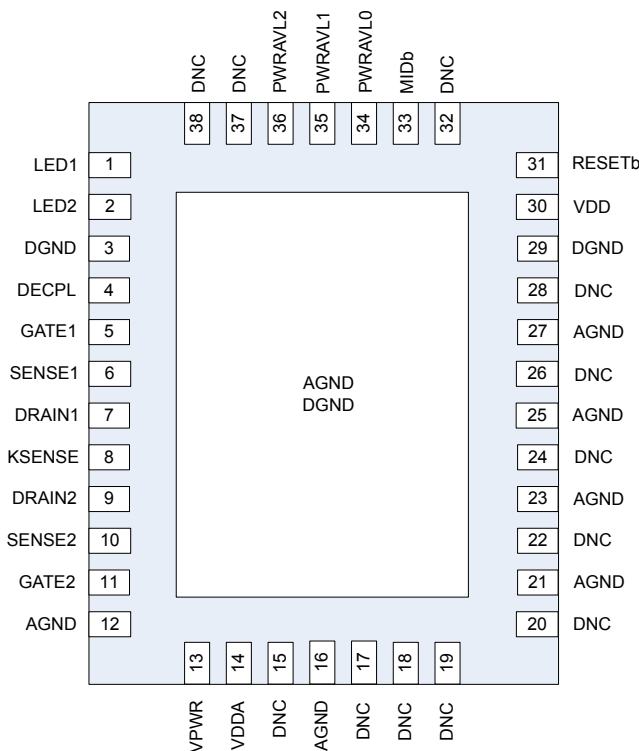 DNC
DNC
PWRAVL2
PWRAVL1
PWRAVL0
MIDb
DNC
38
37
36
35
34
33
32
LED1 1
LED2 2
DGND 3
DECPL 4
GATE1 5
SENSE1 6
DRAIN1 7
KSENSE 8
DRAIN2 9
SENSE2 10
GATE2 11
AGND 12
AGND
DGND
31 RESETb
30 VDD
29 DGND
28 DNC
27 AGND
26 DNC
25 AGND
24 DNC
23 AGND
22 DNC
21 AGND
20 DNC
13
14
15
16
17
18
19
VPWR
VDDA
DNC
AGND
DNC
DNC
DNC